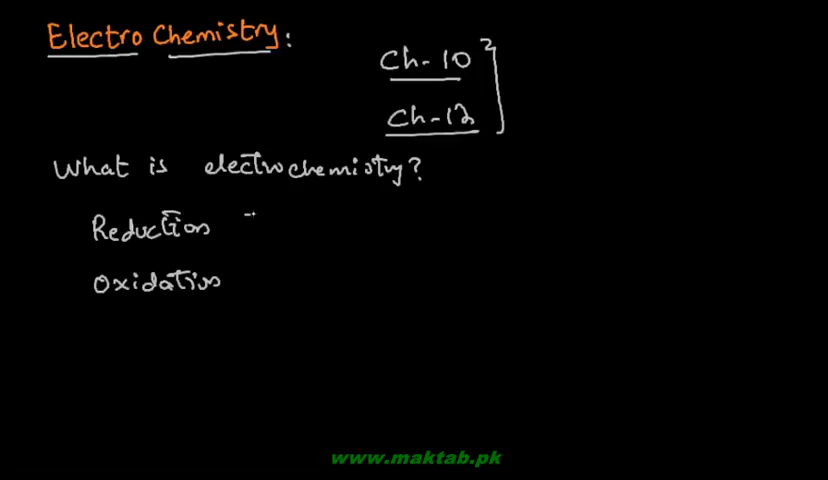 Electro Chemistry:
Ch-10
Ch-12
What is electrochemistry?
Reduction
Oxidation
www.maktab.pk